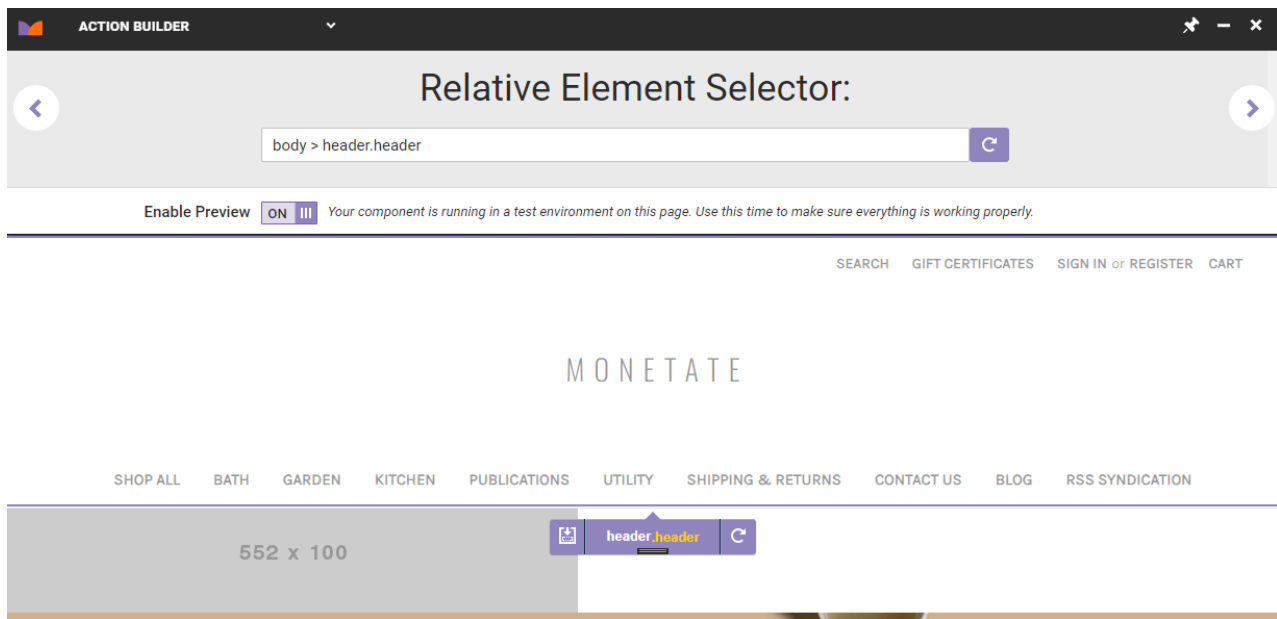 ACTION BUILDER
Relative Element Selector:
body > header.header
Enable Preview ON Your component is running in a test environment on this page. Use this time to make sure everything is working properly.
SEARCH GIFT CERTIFICATES SIGN IN or REGISTER CART
MONETATE
SHOP ALL BATH GARDEN KITCHEN PUBLICATIONS UTILITY SHIPPING & RETURNS CONTACT US BLOG RSS SYNDICATION
header.header
552 x 100